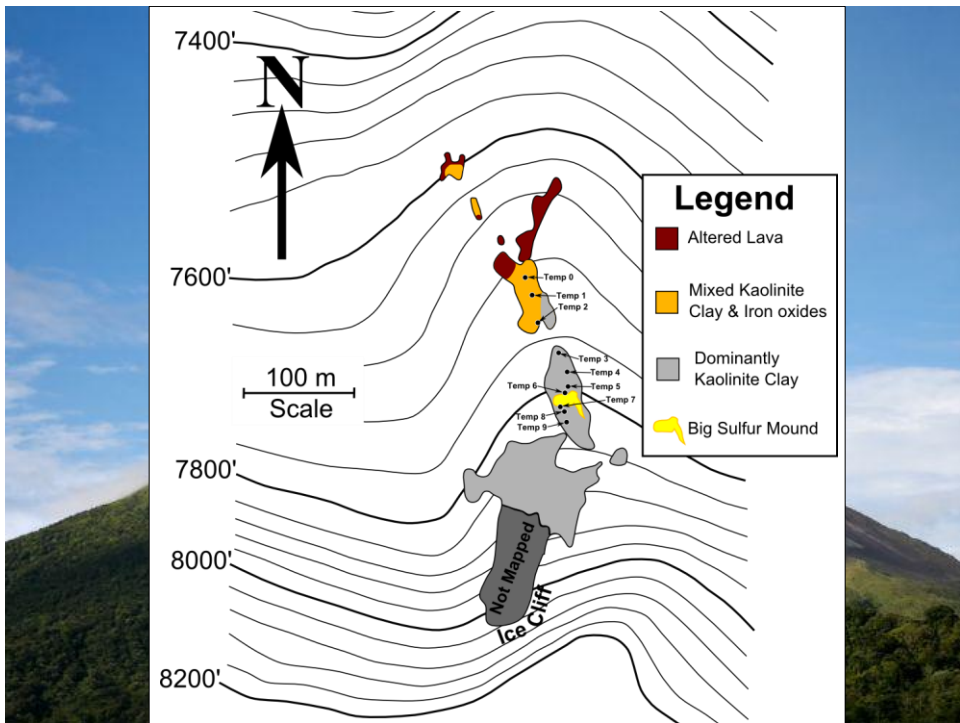 7400'
N
Legend
Altered Lava
7600'
Temp 0
Mixed Kaolinite
Clay & Iron oxides
Temp 1
Temp 2
Temp 3
Dominantly
Kaolinite Clay
Temp 4
100 m
Scale
Temp 6
Temp 5
Temp 7
Temp 8
Temp 9
Big Sulfur Mound
7800'
8000'
Not Mapped
Ice Cliff
8200'